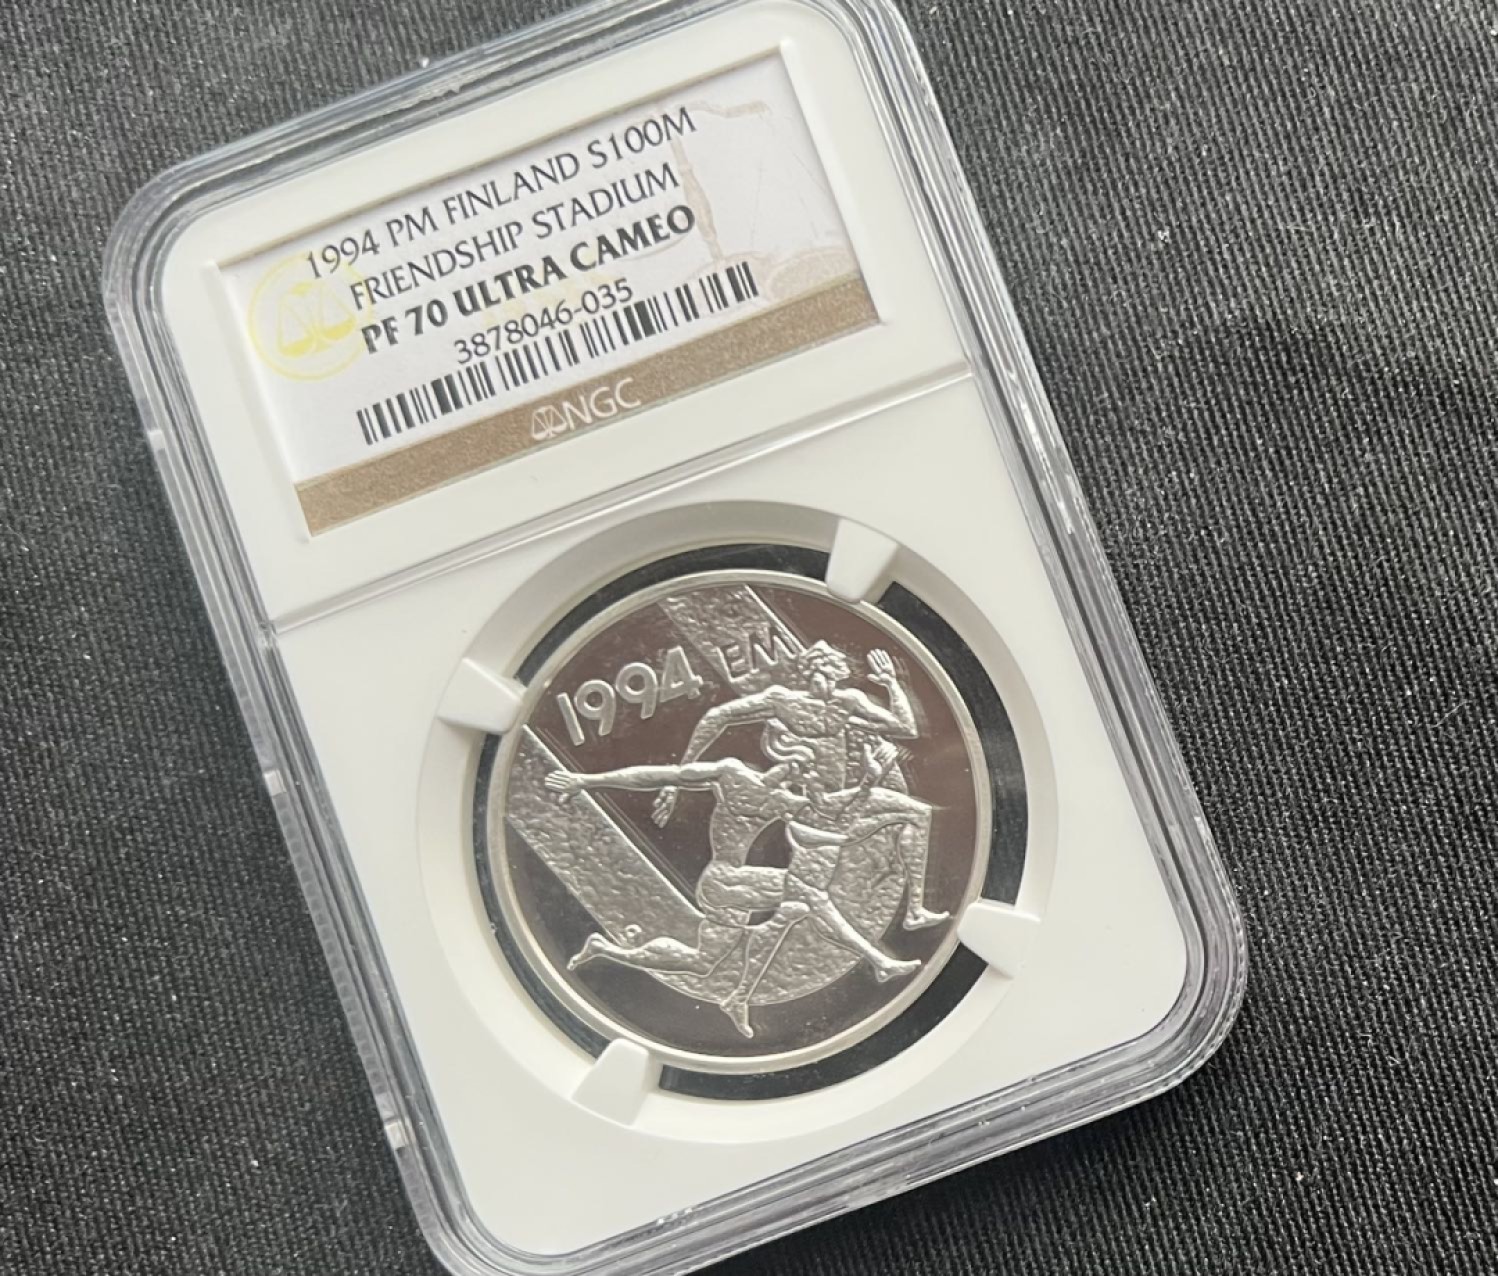 1994 PM FINLAND S100M
FRIENDSHIP STADIUM
PF 70 ULTRA CAMEO
3878046-035
NGC
1994 EM